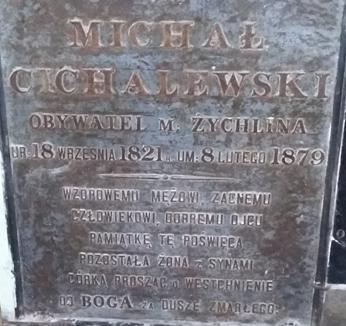 MICHAŁ
CICHALEWSKI
OBYWATEL M. ŻYCHLINA
UR. 18 WRZEŚNIA 1821 R. UM. 8 LUTEGO 1879
WZOROWEMU MĘŻOWI, ZACNEMU
CZŁOWIEKOWI, DOBREMU OJCU
PAMIĄTKĘ TĘ POŚWIĘCA
POZOSTAŁA ŻONA z SYNAMI
CÓRKA PROSZĄC o WESTCHNIENIE
DO BOGA za DUSZĘ ZMARŁEGO.